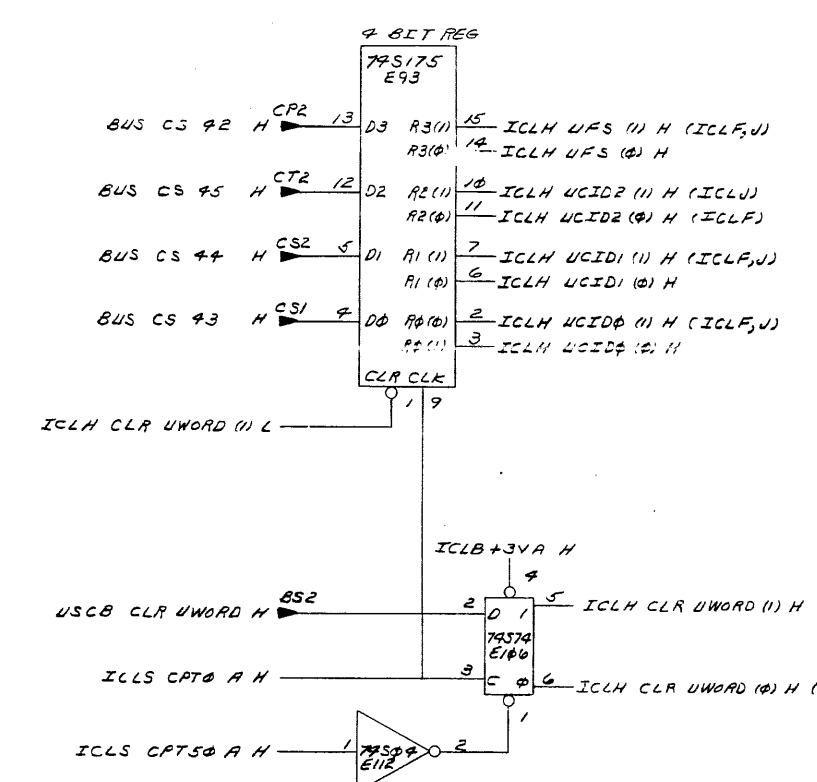 4 BIT REG
74S175
E93
BUS CS 42 H CP2 13 D3 R3(1) 15 ICLH UFS (1) H (ICLF,J)
R3(Φ) 14 ICLH UFS (Φ) H
BUS CS 45 H CT2 12 D2 R2(1) 1Φ ICLH UCID2 (1) H (ICLJ)
R2(Φ) 11 ICLH UCID2 (Φ) H (ICLF)
BUS CS 44 H CS2 5 D1 R1(1) 7 ICLH UCID1 (1) H (ICLF,J)
R1(Φ) 6 ICLH UCID1 (Φ) H
BUS CS 43 H CS1 4 DΦ RΦ(Φ) 2 ICLH UCIDΦ (1) H (ICLF,J)
RΦ(1) 3 ICLH UCIDΦ (Φ) H
CLR CLK
1 9
ICLH CLR UWORD (1) L
ICLB +3VA H
4
USCB CLR UWORD H BS2 2 D 1 5 ICLH CLR UWORD (1) H
74S74
E1Φ6
ICLS CPTΦ A H 3 C Φ 6 ICLH CLR UWORD (Φ) H (
1
ICLS CPT5Φ A H 1 74SΦ4 2
E112